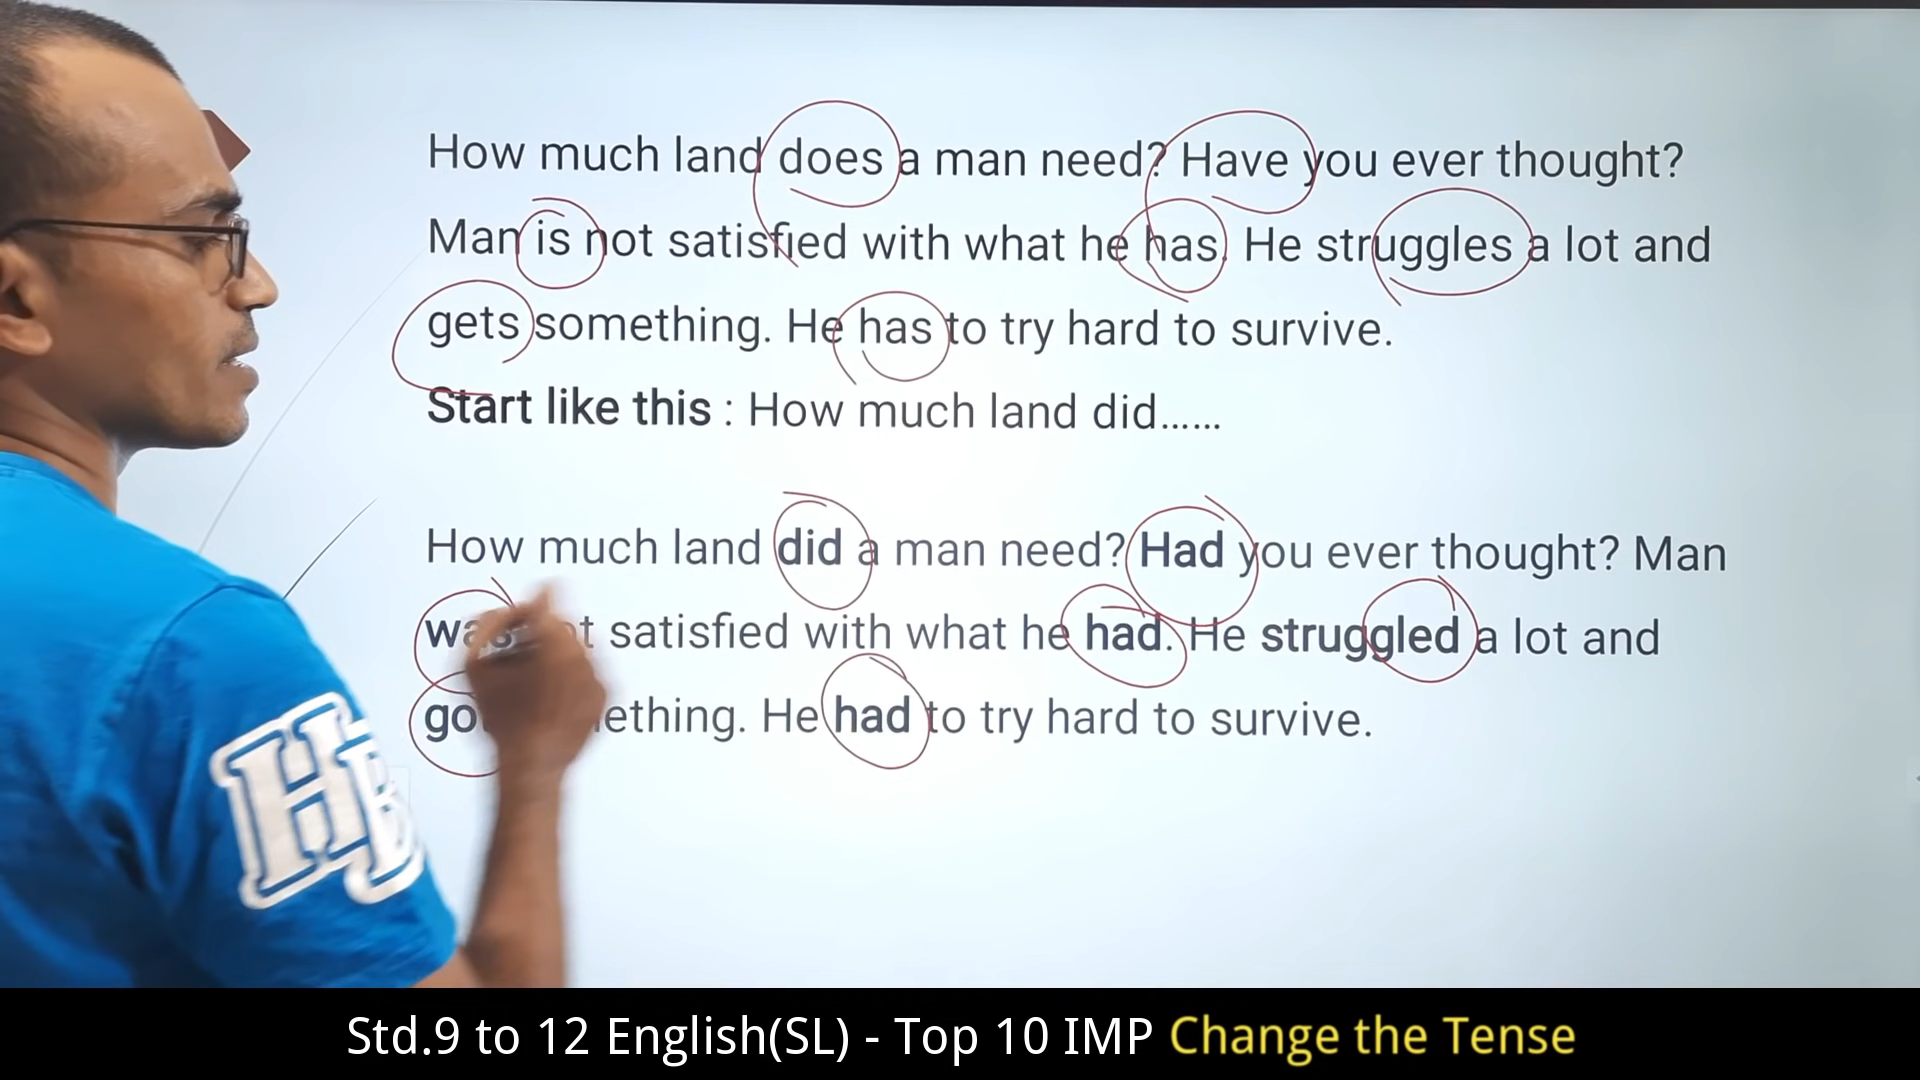 How much land does a man need? Have you ever thought?
Man is not satisfied with what he has. He struggles a lot and
gets something. He has to try hard to survive.
Start like this : How much land did......
How much land did a man need? Had you ever thought? Man
satisfied with what he had. He struggled a lot and
He had to try hard to survive.
HB
Std.9 to 12 English(SL) - Top 10 IMP Change the Tense